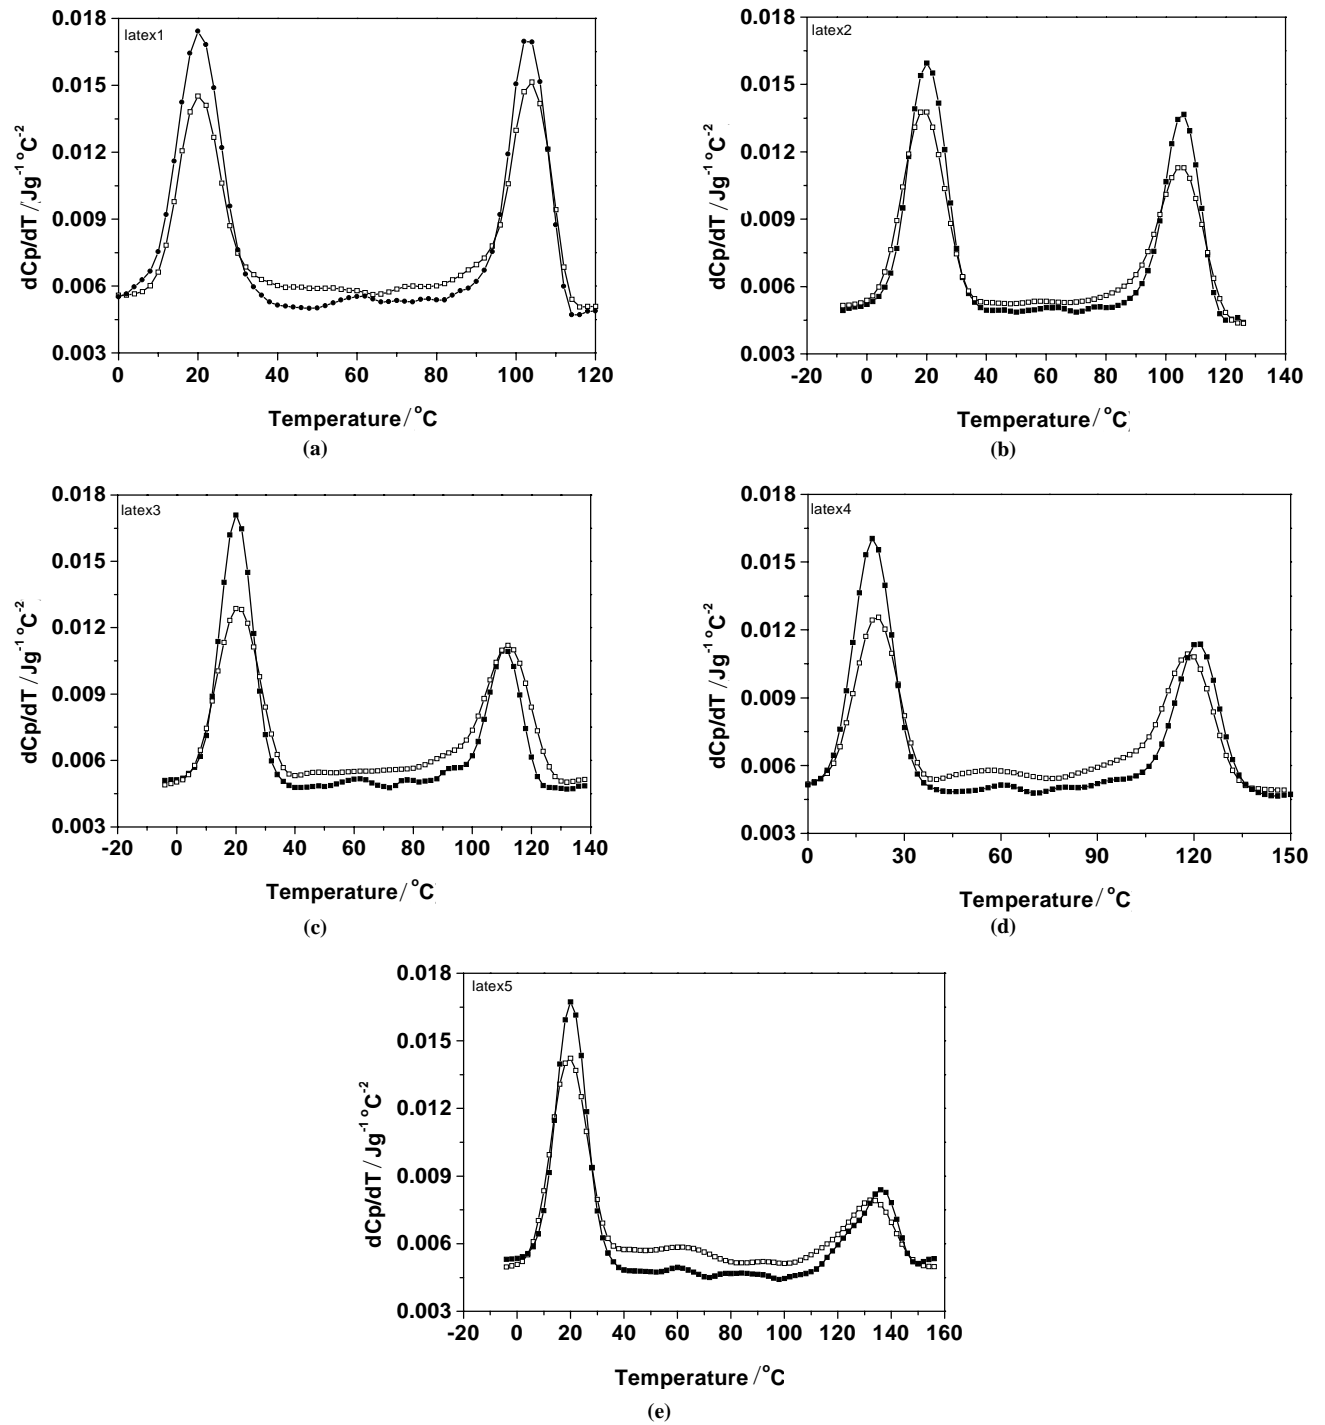 latex1
0.018
0.015
0.012
0.009
0.006
0.003
dCp/dT / Jg⁻¹ °C⁻²
0 20 40 60 80 100 120
Temperature / °C
(a)
latex2
0.018
0.015
0.012
0.009
0.006
0.003
dCp/dT / Jg⁻¹ °C⁻²
-20 0 20 40 60 80 100 120 140
Temperature / °C
(b)
latex3
0.018
0.015
0.012
0.009
0.006
0.003
dCp/dT / Jg⁻¹ °C⁻²
-20 0 20 40 60 80 100 120 140
Temperature / °C
(c)
latex4
0.018
0.015
0.012
0.009
0.006
0.003
dCp/dT / Jg⁻¹ °C⁻²
0 30 60 90 120 150
Temperature / °C
(d)
latex5
0.018
0.015
0.012
0.009
0.006
0.003
dCp/dT / Jg⁻¹ °C⁻²
-20 0 20 40 60 80 100 120 140 160
Temperature / °C
(e)